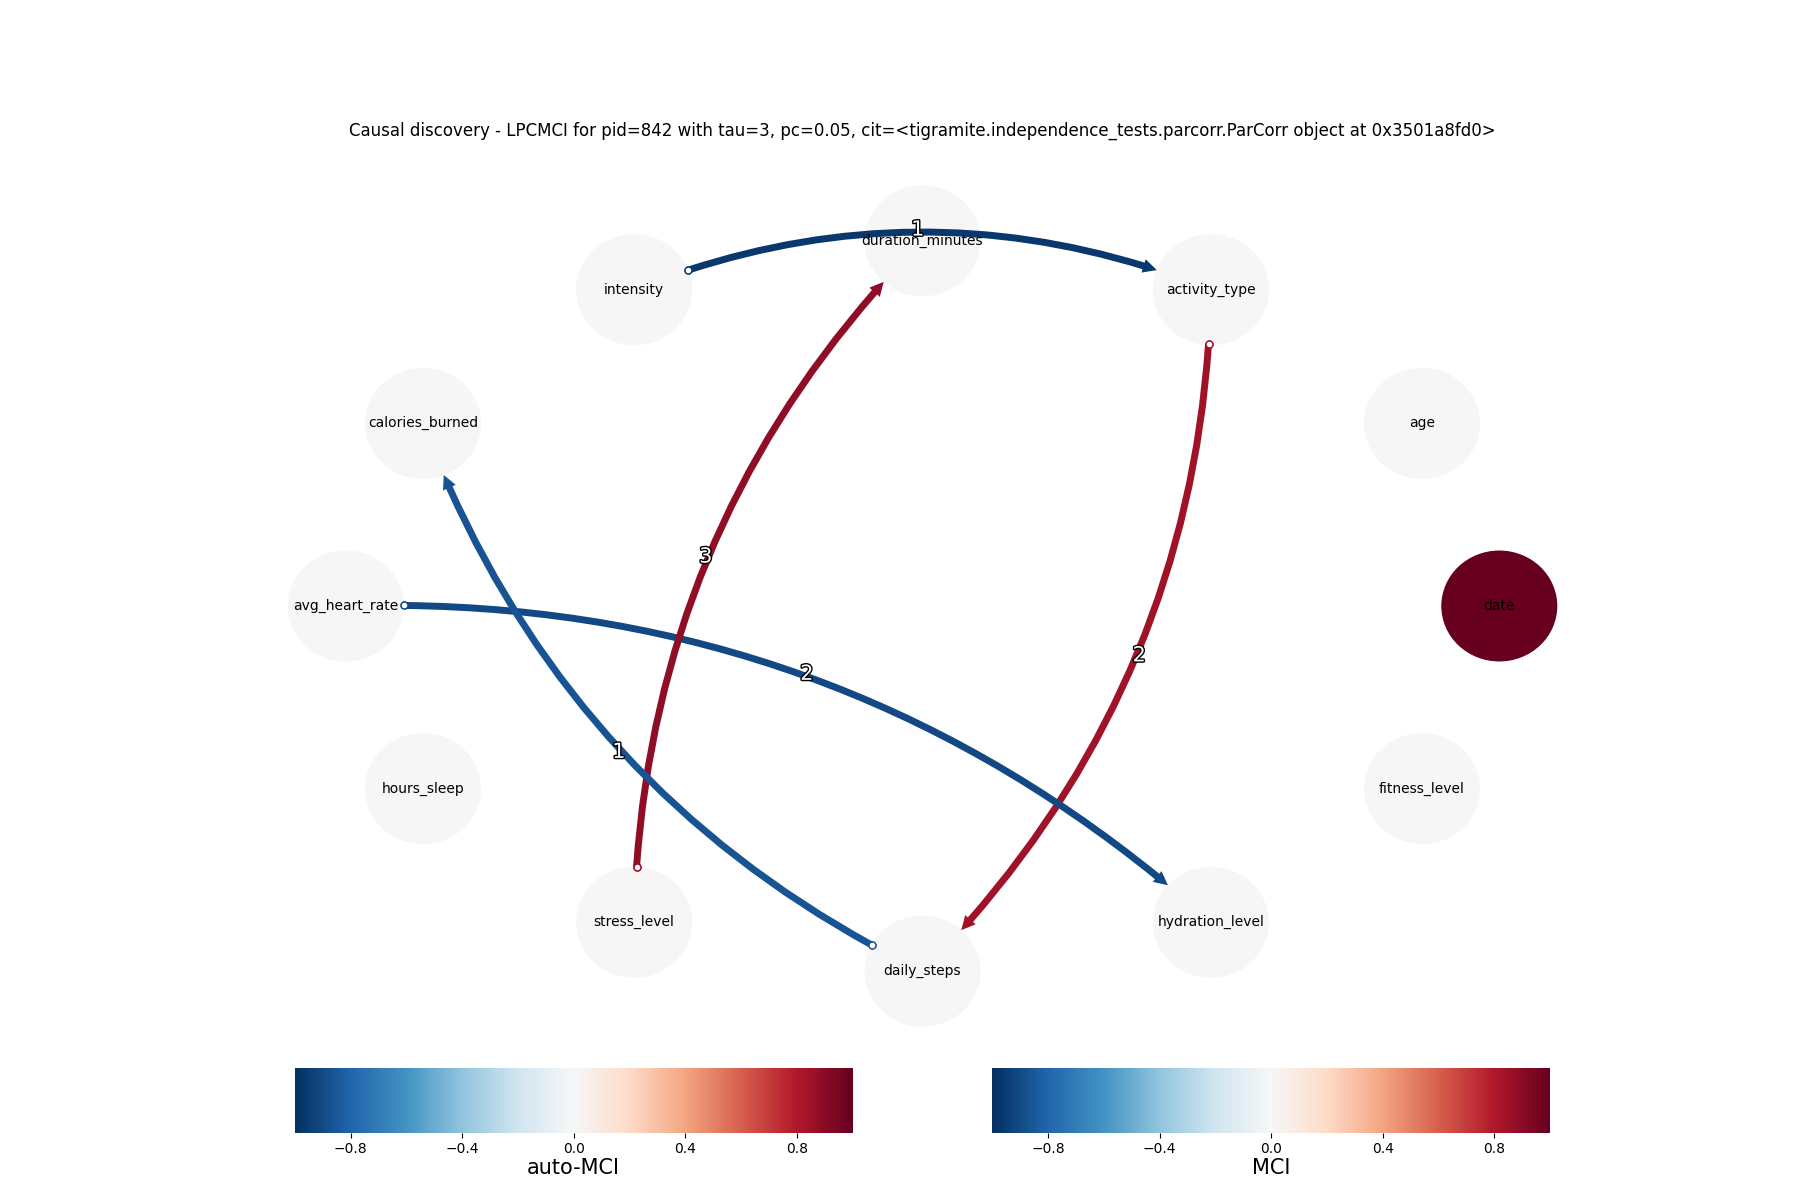 Causal discovery - LPCMCI for pid=842 with tau=3, pc=0.05, cit=<tigramite.independence_tests.parcorr.ParCorr object at 0x3501a8fd0>
1
duration_minutes
intensity
activity_type
calories_burned
age
3
avg_heart_rate
date
2
2
1
hours_sleep
fitness_level
stress_level
hydration_level
daily_steps
−0.8 −0.4 0.0 0.4 0.8
auto-MCI
−0.8 −0.4 0.0 0.4 0.8
MCI